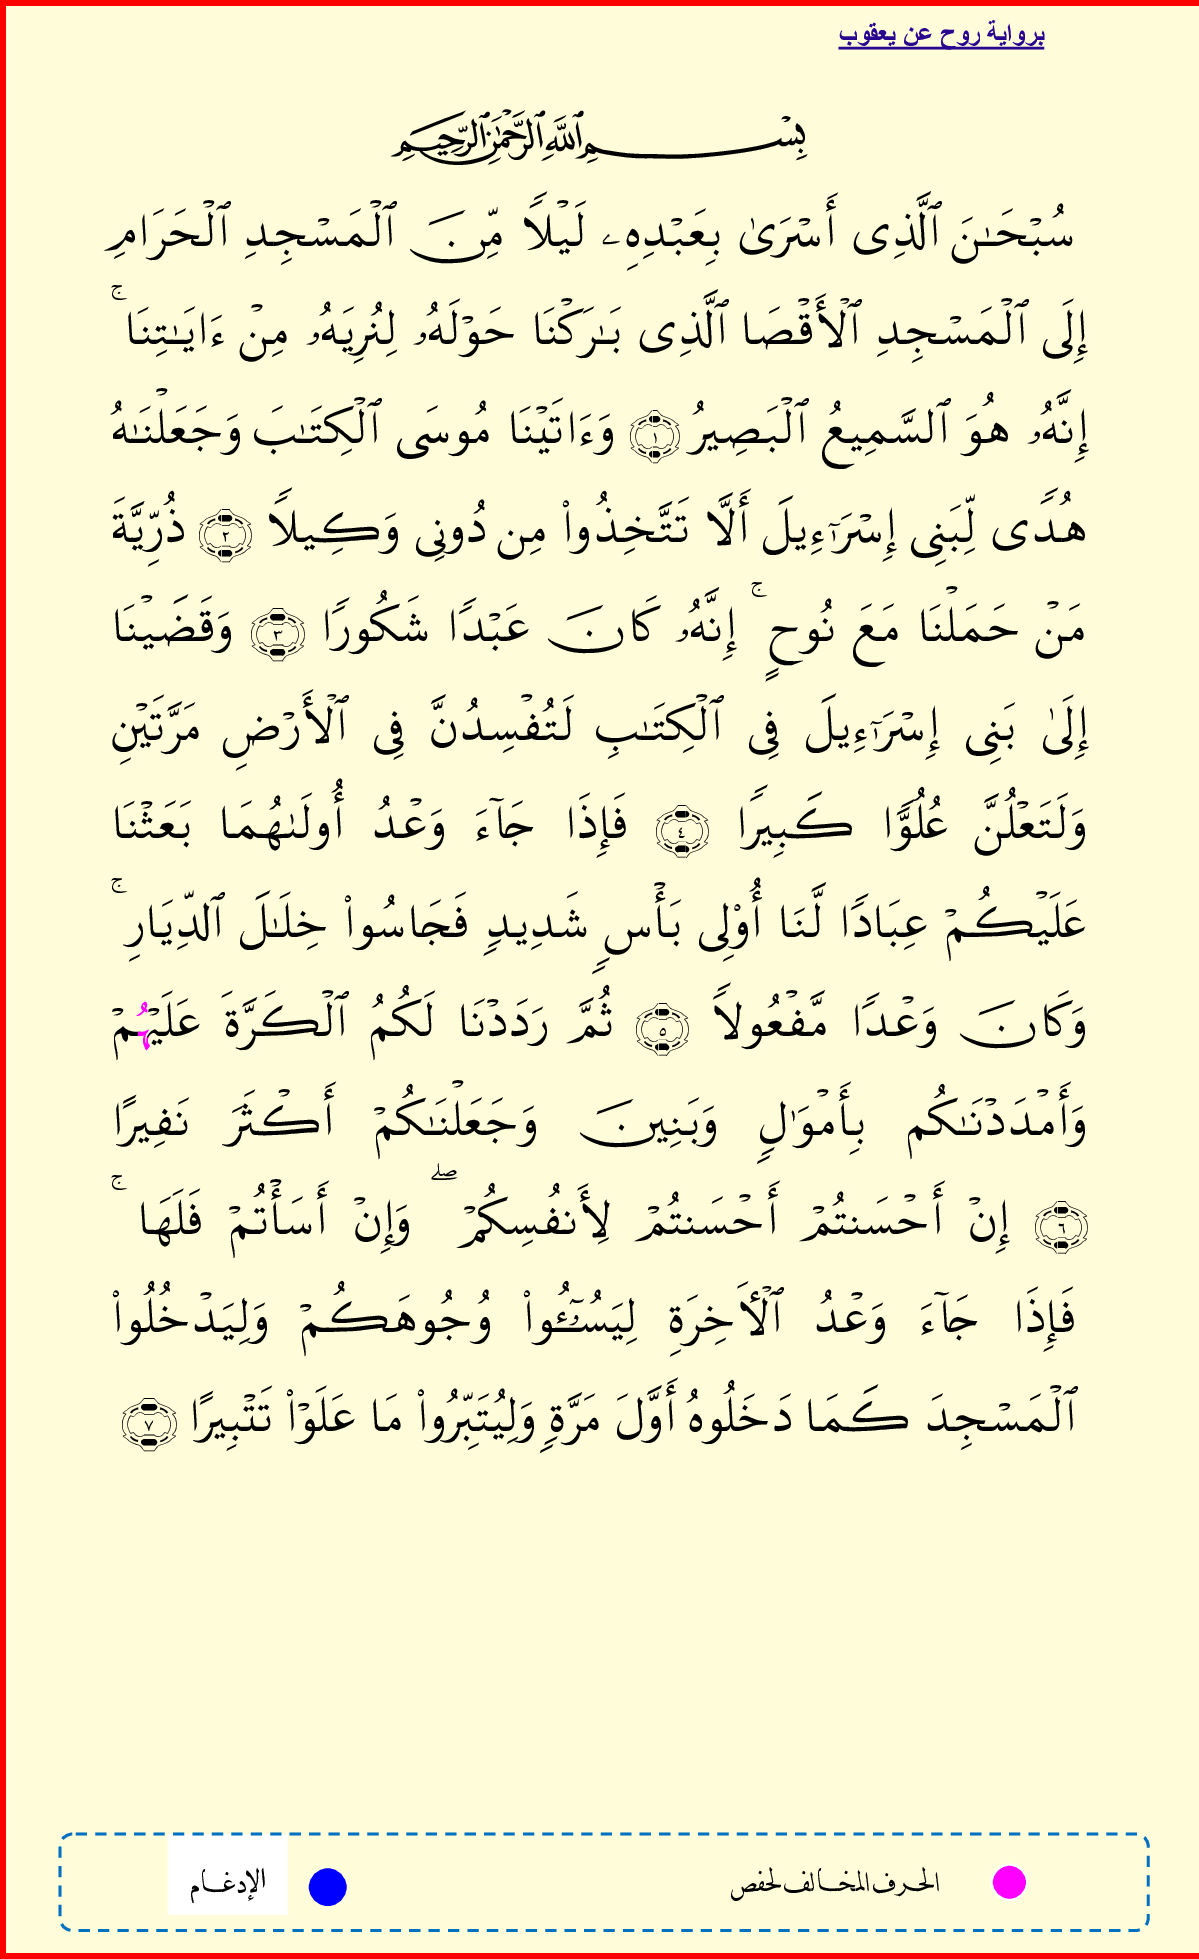 برواية روح عن يعقوب
بِسْمِ ٱللَّهِ ٱلرَّحْمَٰنِ ٱلرَّحِيمِ
سُبْحَـٰنَ ٱلَّذِى أَسْرَىٰ بِعَبْدِهِۦ لَيْلًا مِّنَ ٱلْمَسْجِدِ ٱلْحَرَامِ
إِلَى ٱلْمَسْجِدِ ٱلْأَقْصَا ٱلَّذِى بَـٰرَكْنَا حَوْلَهُۥ لِنُرِيَهُۥ مِنْ ءَايَـٰتِنَا ۚ
إِنَّهُۥ هُوَ ٱلسَّمِيعُ ٱلْبَصِيرُ ١ وَءَاتَيْنَا مُوسَى ٱلْكِتَـٰبَ وَجَعَلْنَـٰهُ
هُدًى لِّبَنِى إِسْرَٰٓءِيلَ أَلَّا تَتَّخِذُوا۟ مِن دُونِى وَكِيلًا ٢ ذُرِّيَّةَ
مَنْ حَمَلْنَا مَعَ نُوحٍ ۚ إِنَّهُۥ كَانَ عَبْدًا شَكُورًا ٣ وَقَضَيْنَا
إِلَىٰ بَنِى إِسْرَٰٓءِيلَ فِى ٱلْكِتَـٰبِ لَتُفْسِدُنَّ فِى ٱلْأَرْضِ مَرَّتَيْنِ
وَلَتَعْلُنَّ عُلُوًّا كَبِيرًا ٤ فَإِذَا جَآءَ وَعْدُ أُولَىٰهُمَا بَعَثْنَا
عَلَيْكُمْ عِبَادًا لَّنَا أُو۟لِى بَأْسٍ شَدِيدٍ فَجَاسُوا۟ خِلَـٰلَ ٱلدِّيَارِ ۚ
وَكَانَ وَعْدًا مَّفْعُولًا ٥ ثُمَّ رَدَدْنَا لَكُمُ ٱلْكَرَّةَ عَلَيْهُمْ
وَأَمْدَدْنَـٰكُم بِأَمْوَٰلٍ وَبَنِينَ وَجَعَلْنَـٰكُمْ أَكْثَرَ نَفِيرًا
٦ إِنْ أَحْسَنتُمْ أَحْسَنتُمْ لِأَنفُسِكُمْ ۖ وَإِنْ أَسَأْتُمْ فَلَهَا ۚ
فَإِذَا جَآءَ وَعْدُ ٱلْـَٔاخِرَةِ لِيَسُـۥٓـُٔوا۟ وُجُوهَكُمْ وَلِيَدْخُلُوا۟
ٱلْمَسْجِدَ كَمَا دَخَلُوهُ أَوَّلَ مَرَّةٍ وَلِيُتَبِّرُوا۟ مَا عَلَوْا۟ تَتْبِيرًا ٧
الحرف المخالف لحفص الإدغام